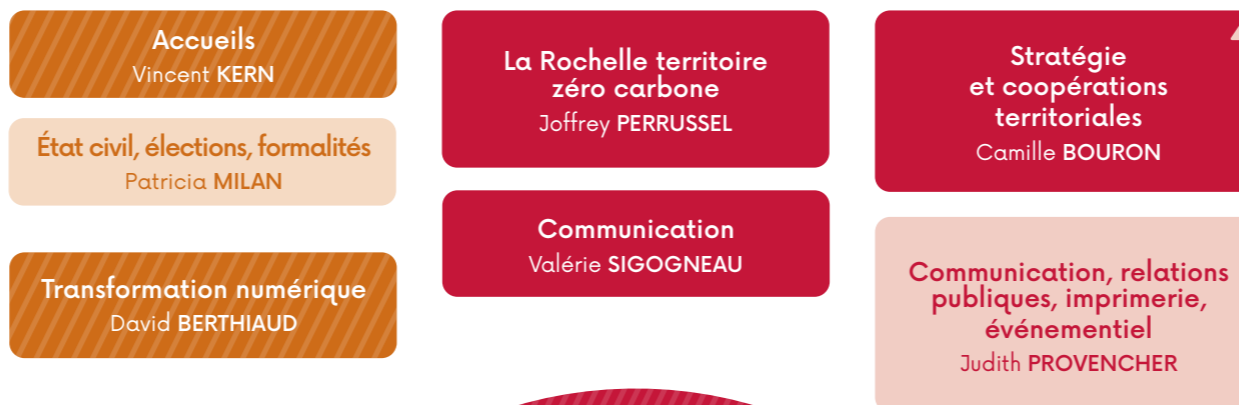 Accueils
Vincent KERN
État civil, élections, formalités
Patricia MILAN
Transformation numérique
David BERTHIAUD
La Rochelle territoire
zéro carbone
Joffrey PERRUSSEL
Communication
Valérie SIGOGNEAU
Stratégie
et coopérations
territoriales
Camille BOURON
Communication, relations
publiques, imprimerie,
événementiel
Judith PROVENCHER